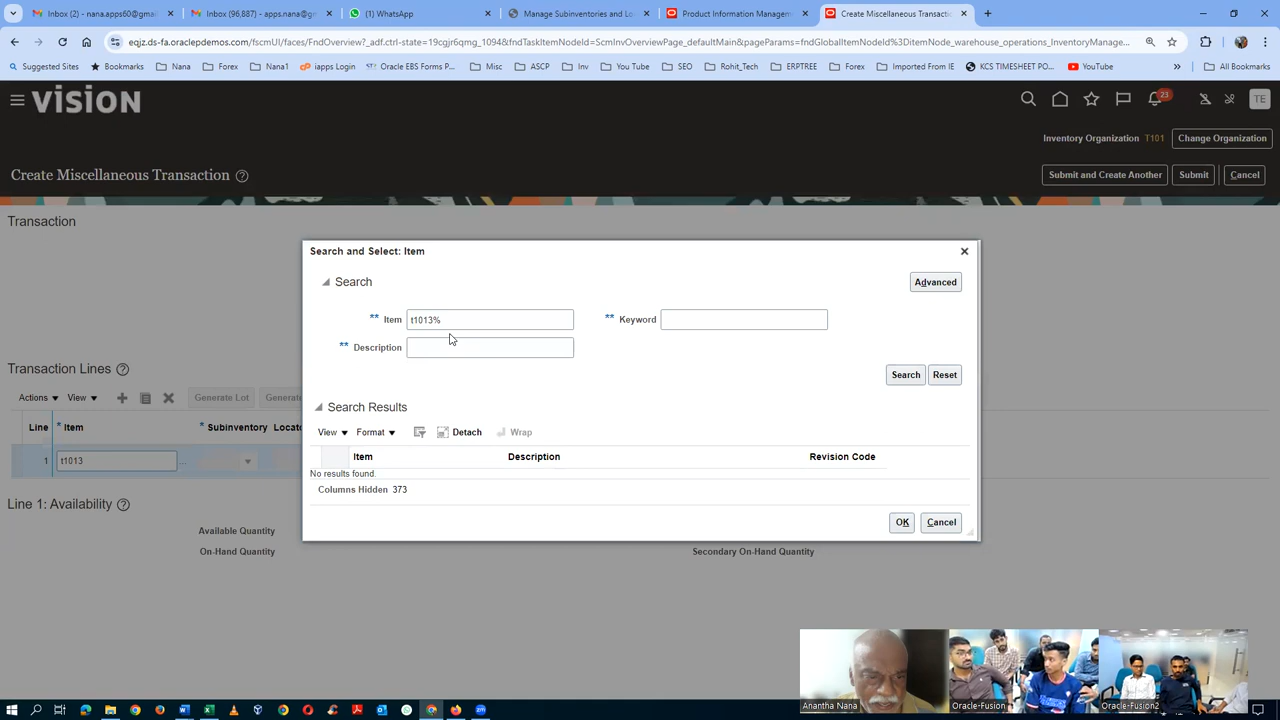 Inbox (6) - nana.apps60@gmail
Inbox (96,887) - apps.nana@gm
(1) WhatsApp
Manage Subinventories and Lo
Product Information Managem
Create Miscellaneous Transactio
eqjz.ds-fa.oraclepdemos.com/fscmUI/faces/FndOverview?_adf.ctrl-state=19cgjr6qmg_1094&fndTaskItemNodeId=ScmInvOverviewPage_defaultMain&pageParams=fndGlobalItemNodeId%3DitemNode_warehouse_operations_InventoryManage...
Suggested Sites Bookmarks Nana Forex Nana1 iapps Login Oracle EBS Forms P... Misc ASCP Inv You Tube SEO Rohit_Tech ERPTREE Forex Imported From IE KCS TIMESHEET PO... YouTube » All Bookmarks
VISION
23
TE
Inventory Organization T101 Change Organization
Create Miscellaneous Transaction
Submit and Create Another Submit Cancel
Transaction
Search and Select: Item
Search
Advanced
** Item t1013%
** Keyword
** Description
Search Reset
Search Results
View Format Detach Wrap
Item Description Revision Code
No results found.
Columns Hidden 373
OK Cancel
Transaction Lines
Actions View Generate Lot Genera
Line * Item * Subinventory Locato
1 t1013 ...
Line 1: Availability
Available Quantity
On-Hand Quantity
Secondary On-Hand Quantity
Anantha Nana
Oracle-Fusion
Oracle-Fusion2